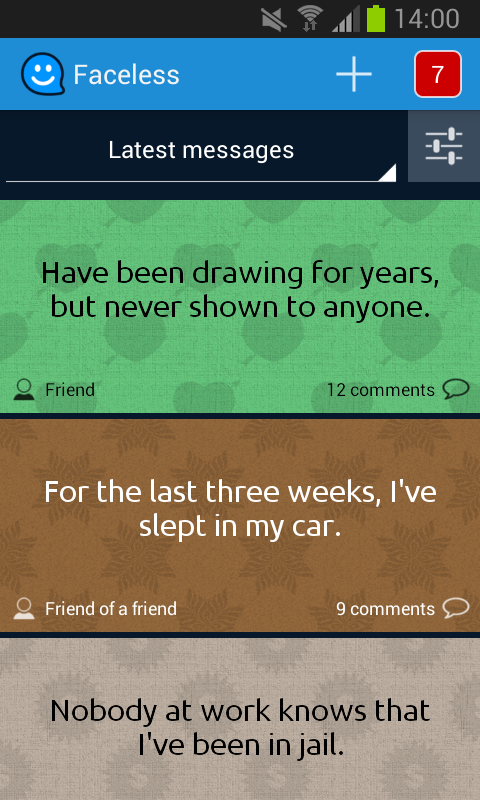 14:00
Faceless
7
Latest messages
Have been drawing for years,
but never shown to anyone.
Friend
12 comments
For the last three weeks, I've
slept in my car.
Friend of a friend
9 comments
Nobody at work knows that
I've been in jail.